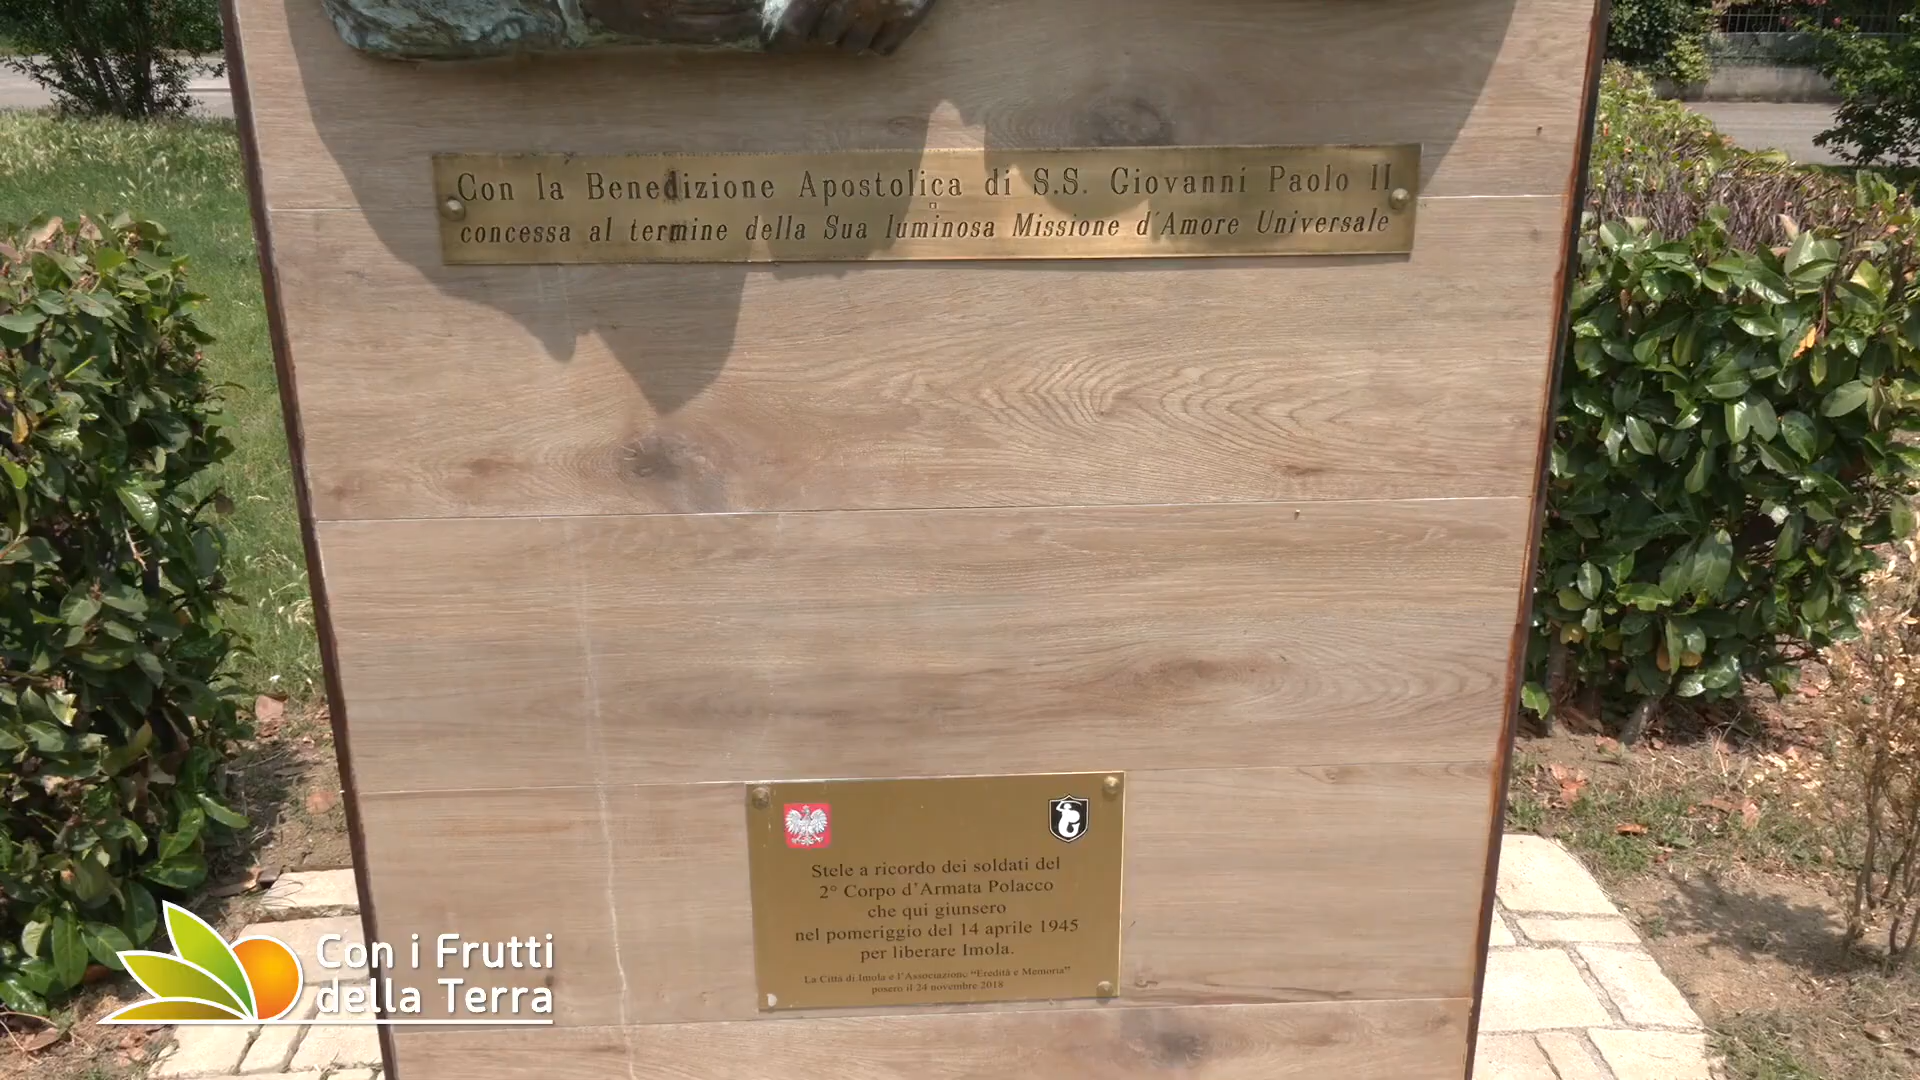 Con la Benedizione Apostolica di S.S. Giovanni Paolo II
concessa al termine della Sua luminosa Missione d'Amore Universale
Stele a ricordo dei soldati del
2° Corpo d'Armata Polacco
che qui giunsero
nel pomeriggio del 14 aprile 1945
per liberare Imola.
La Città di Imola e l'Associazione "Eredità e Memoria"
posero il 24 novembre 2018
Con i Frutti
della Terra